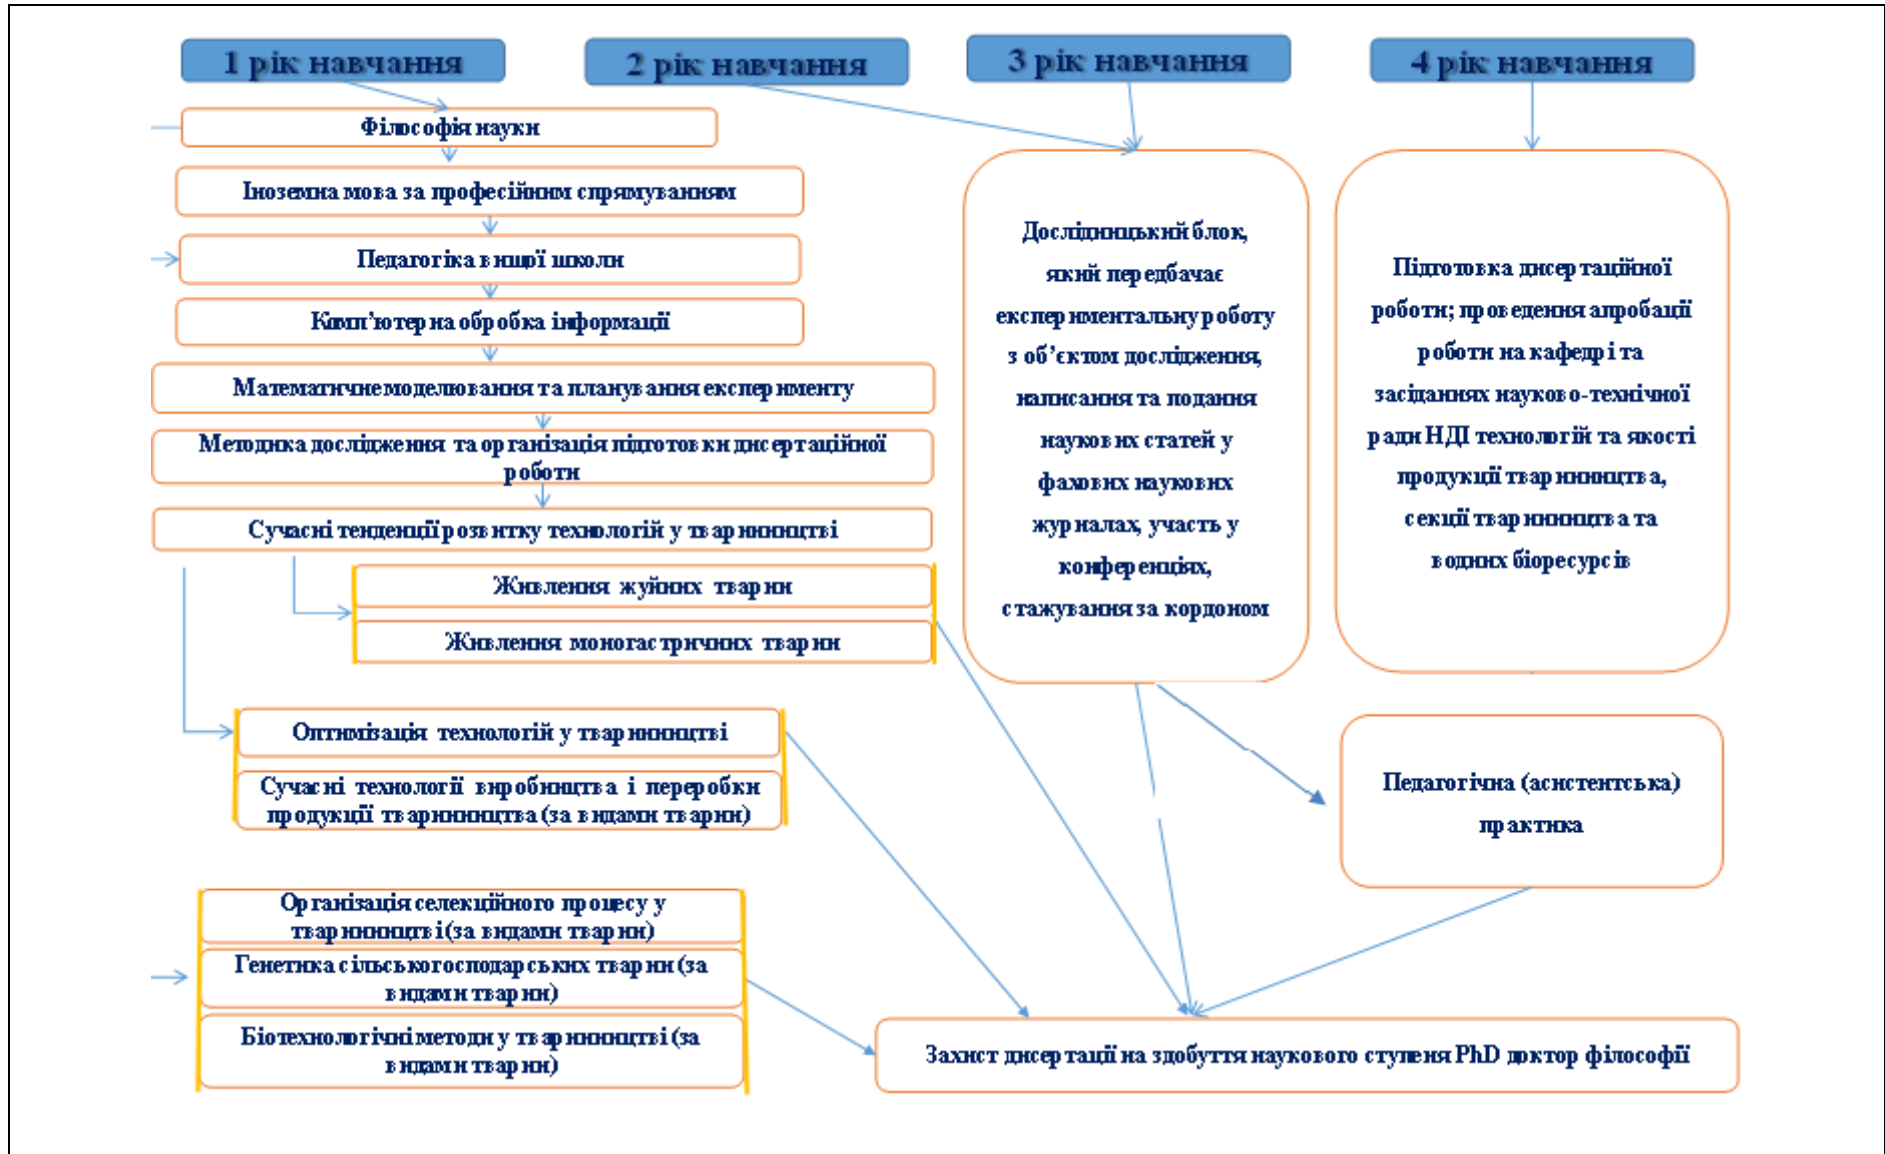 1 рік навчання
2 рік навчання
3 рік навчання
4 рік навчання
Філософія науки
Іноземна мова за професійним спрямуванням
Педагогіка вищої школи
Комп’ютерна обробка інформації
Математичне моделювання та планування експерименту
Методика дослідження та організація підготовки дисертаційної
роботи
Сучасні тенденції розвитку технологій у тваринництві
Живлення жуйних тварин
Живлення моногастричних тварин
Оптимізація технологій у тваринництві
Сучасні технології виробництва і переробки
продукції тваринництва (за видами тварин)
Організація селекційного процесу у
тваринництві (за видами тварин)
Генетика сільськогосподарських тварин (за
видами тварин)
Біотехнологічні методи у тваринництві (за
видами тварин)
Дослідницький блок,
який передбачає
експериментальну роботу
з об’єктом дослідження,
написання та подання
наукових статей у
фахових наукових
журналах, участь у
конференціях,
стажування за кордоном
Підготовка дисертаційної
роботи; проведення апробації
роботи на кафедрі та
засіданнях науково-технічної
ради НДІ технологій та якості
продукції тваринництва,
секції тваринництва та
водних біоресурсів
Педагогічна (асистентська)
практика
Захист дисертації на здобуття наукового ступеня PhD доктор філософії